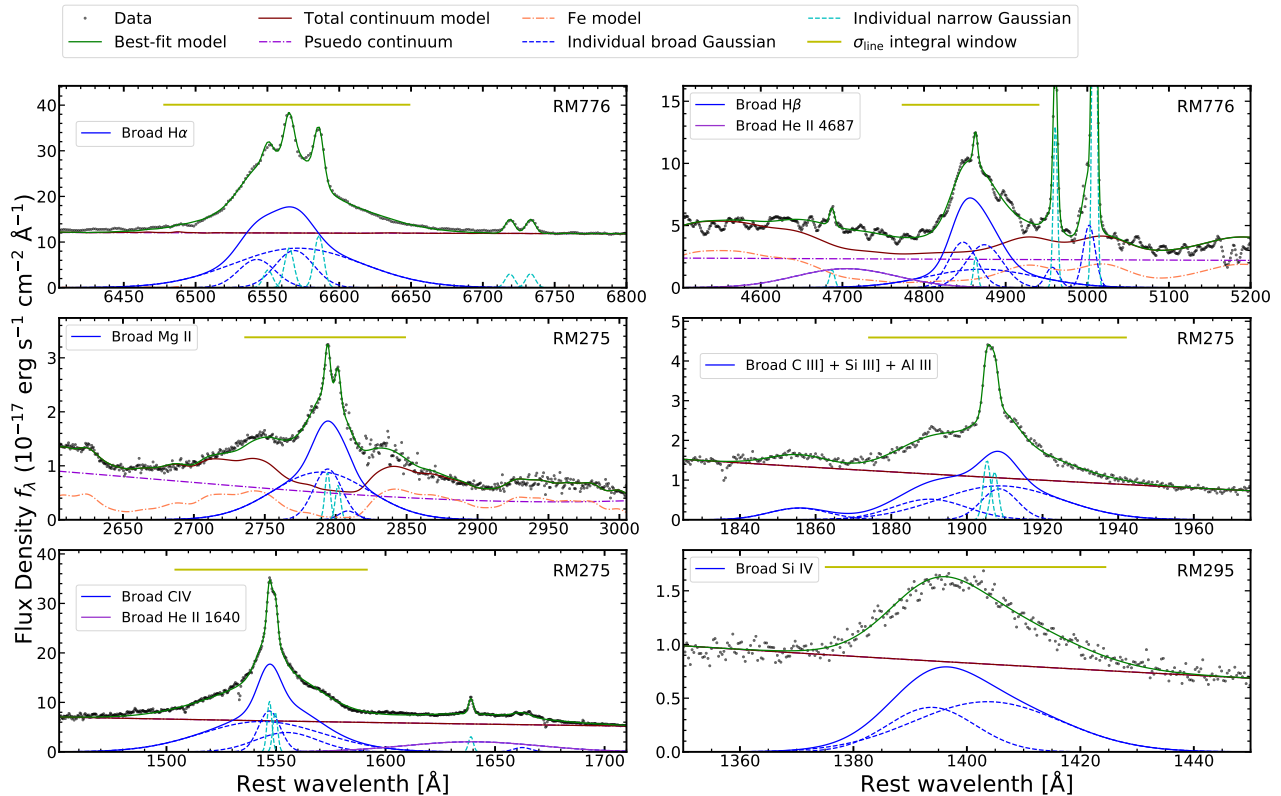 Data
Total continuum model
Fe model
Individual narrow Gaussian
Best-fit model
Psuedo continuum
Individual broad Gaussian
σline integral window
Flux Density fλ (10⁻¹⁷ erg s⁻¹ cm⁻² Å⁻¹)
RM776
Broad Hα
40
30
20
10
0
6450 6500 6550 6600 6650 6700 6750 6800
RM776
Broad Hβ
Broad He II 4687
15
10
5
0
4600 4700 4800 4900 5000 5100 5200
RM275
Broad Mg II
3
2
1
0
2650 2700 2750 2800 2850 2900 2950 3000
RM275
Broad C III] + Si III] + Al III
5
4
3
2
1
0
1840 1860 1880 1900 1920 1940 1960
RM275
Broad CIV
Broad He II 1640
40
30
20
10
0
1500 1550 1600 1650 1700
Rest wavelenth [Å]
RM295
Broad Si IV
1.5
1.0
0.5
0.0
1360 1380 1400 1420 1440
Rest wavelenth [Å]